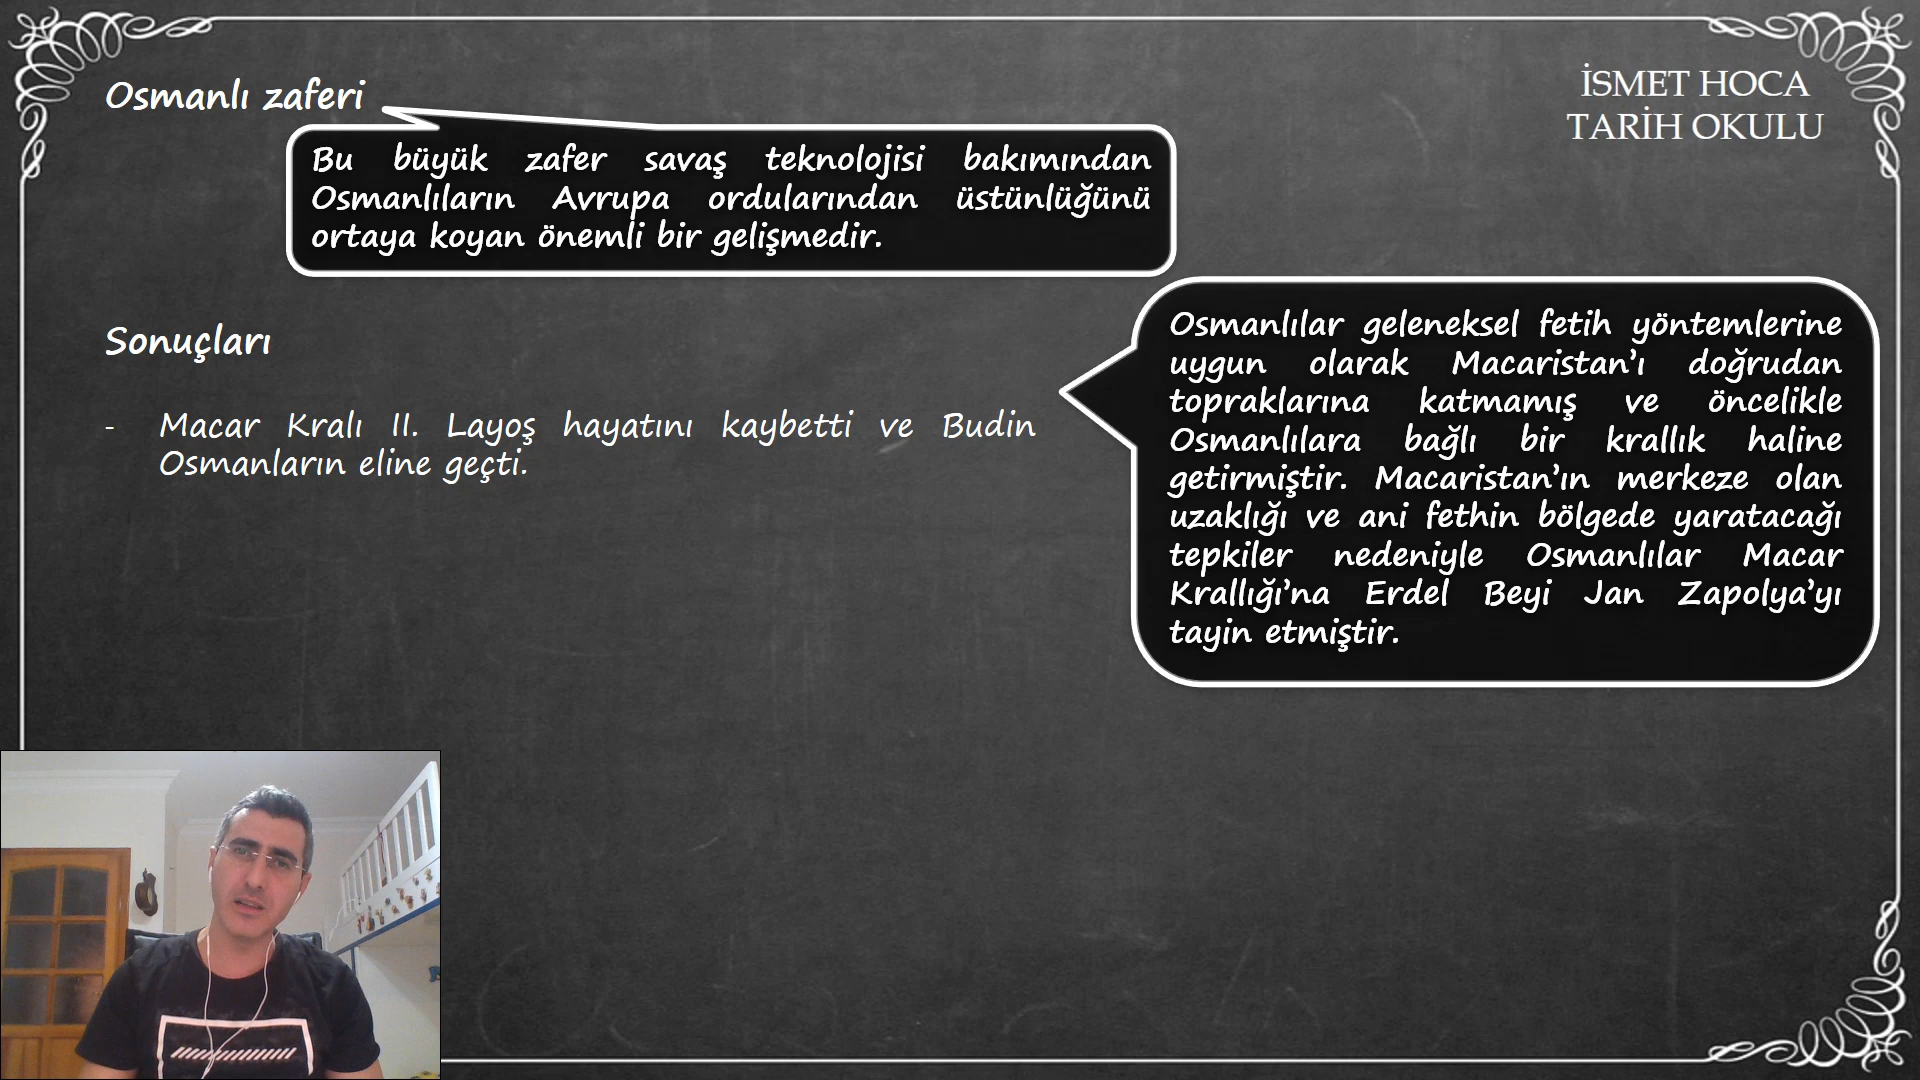 Osmanlı zaferi
İSMET HOCA
TARİH OKULU
Bu büyük zafer savaş teknolojisi bakımından
Osmanlıların Avrupa ordularından üstünlüğünü
ortaya koyan önemli bir gelişmedir.
Sonuçları
- Macar Kralı II. Layoş hayatını kaybetti ve Budin
Osmanların eline geçti.
Osmanlılar geleneksel fetih yöntemlerine
uygun olarak Macaristan’ı doğrudan
topraklarına katmamış ve öncelikle
Osmanlılara bağlı bir krallık haline
getirmiştir. Macaristan’ın merkeze olan
uzaklığı ve ani fethin bölgede yaratacağı
tepkiler nedeniyle Osmanlılar Macar
Krallığı’na Erdel Beyi Jan Zapolya’yı
tayin etmiştir.